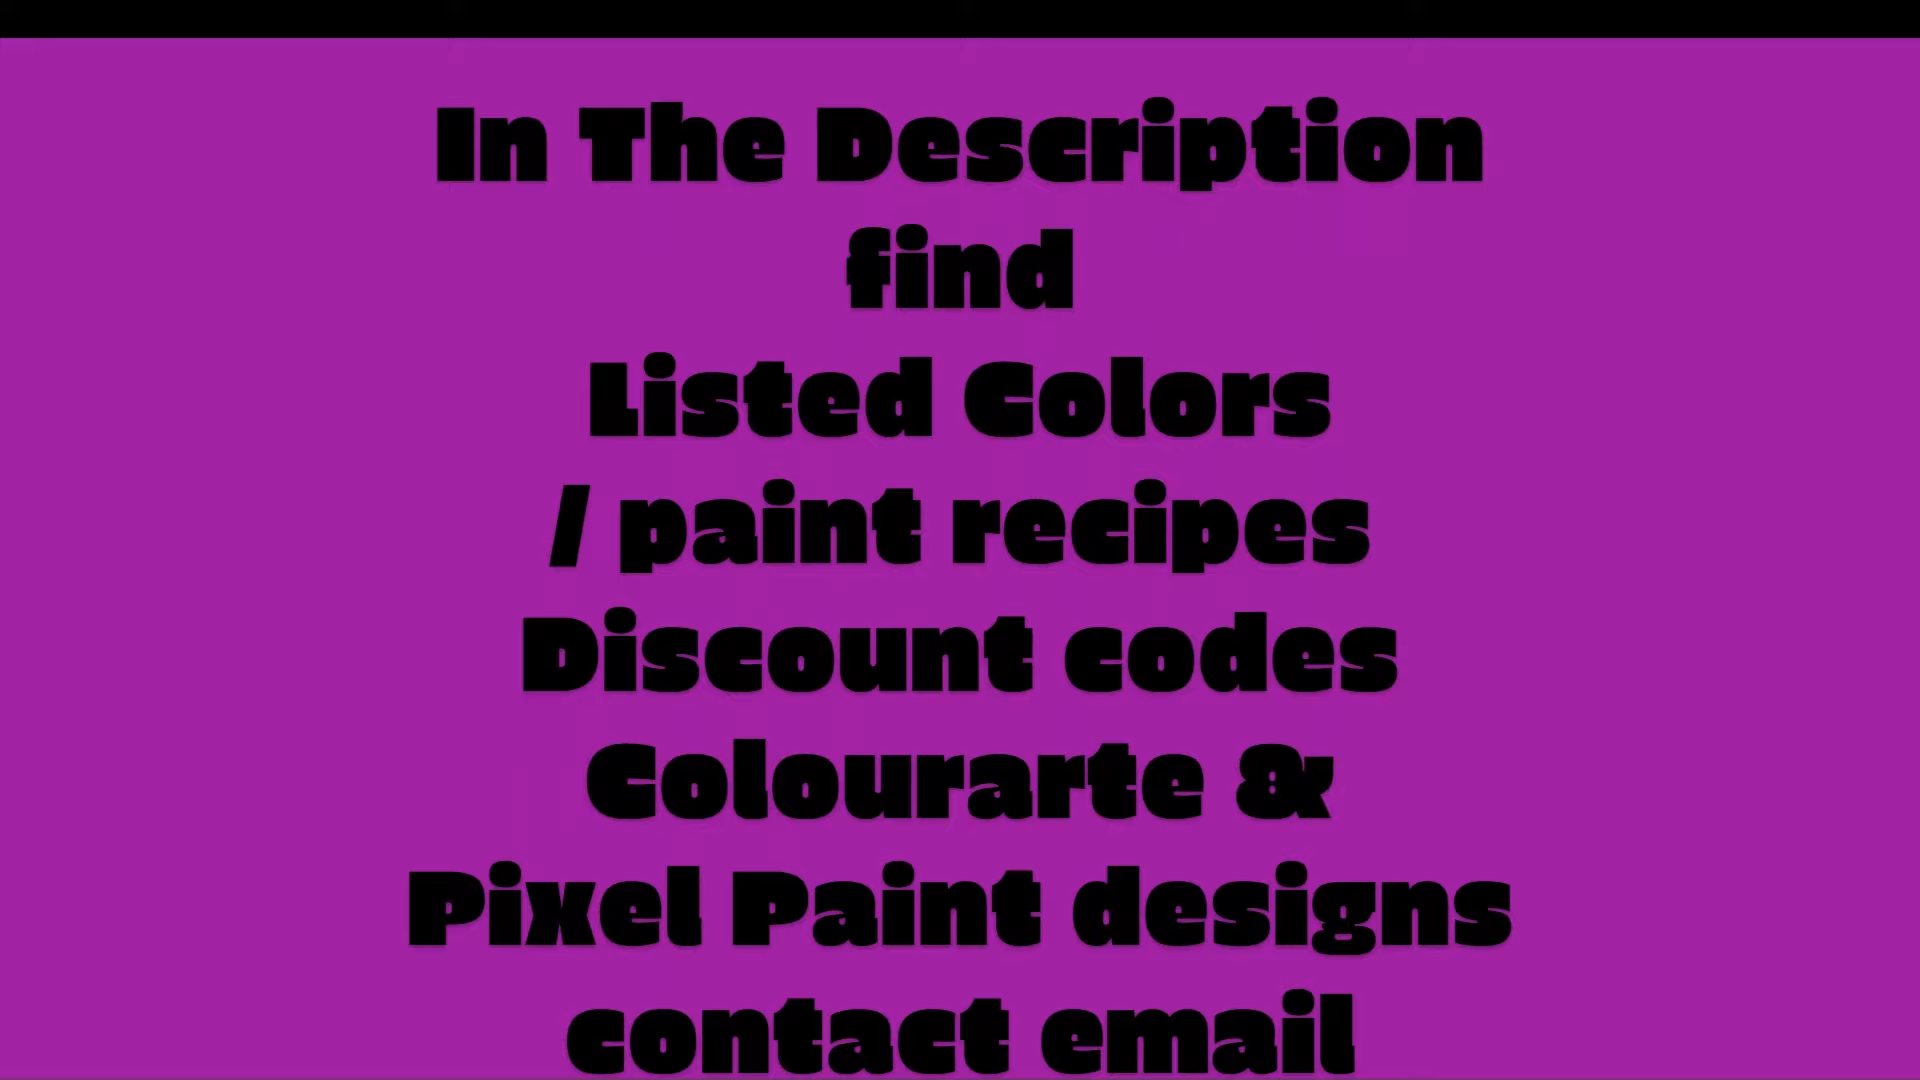 In The Description
find
Listed Colors
/ paint recipes
Discount codes
Colourarte &
Pixel Paint designs
contact email